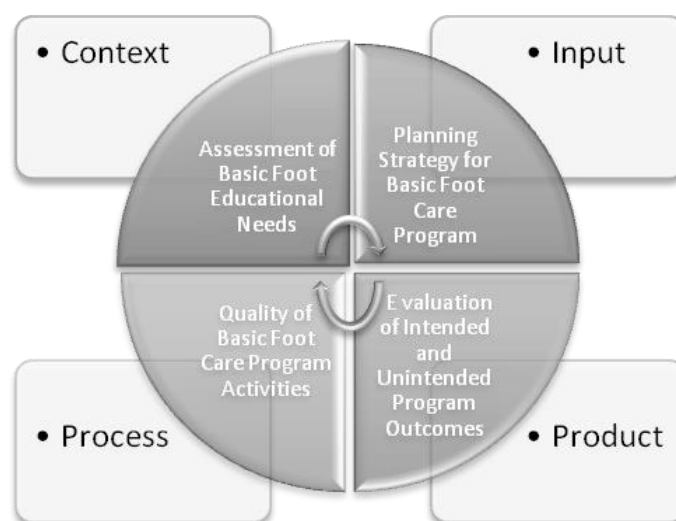 • Context
• Input
Assessment of
Basic Foot
Educational
Needs
Planning
Strategy for
Basic Foot
Care
Program
Quality of
Basic Foot
Care Program
Activities
E valuation
of Intended
and
Unintended
Program
Outcomes
• Process
• Product